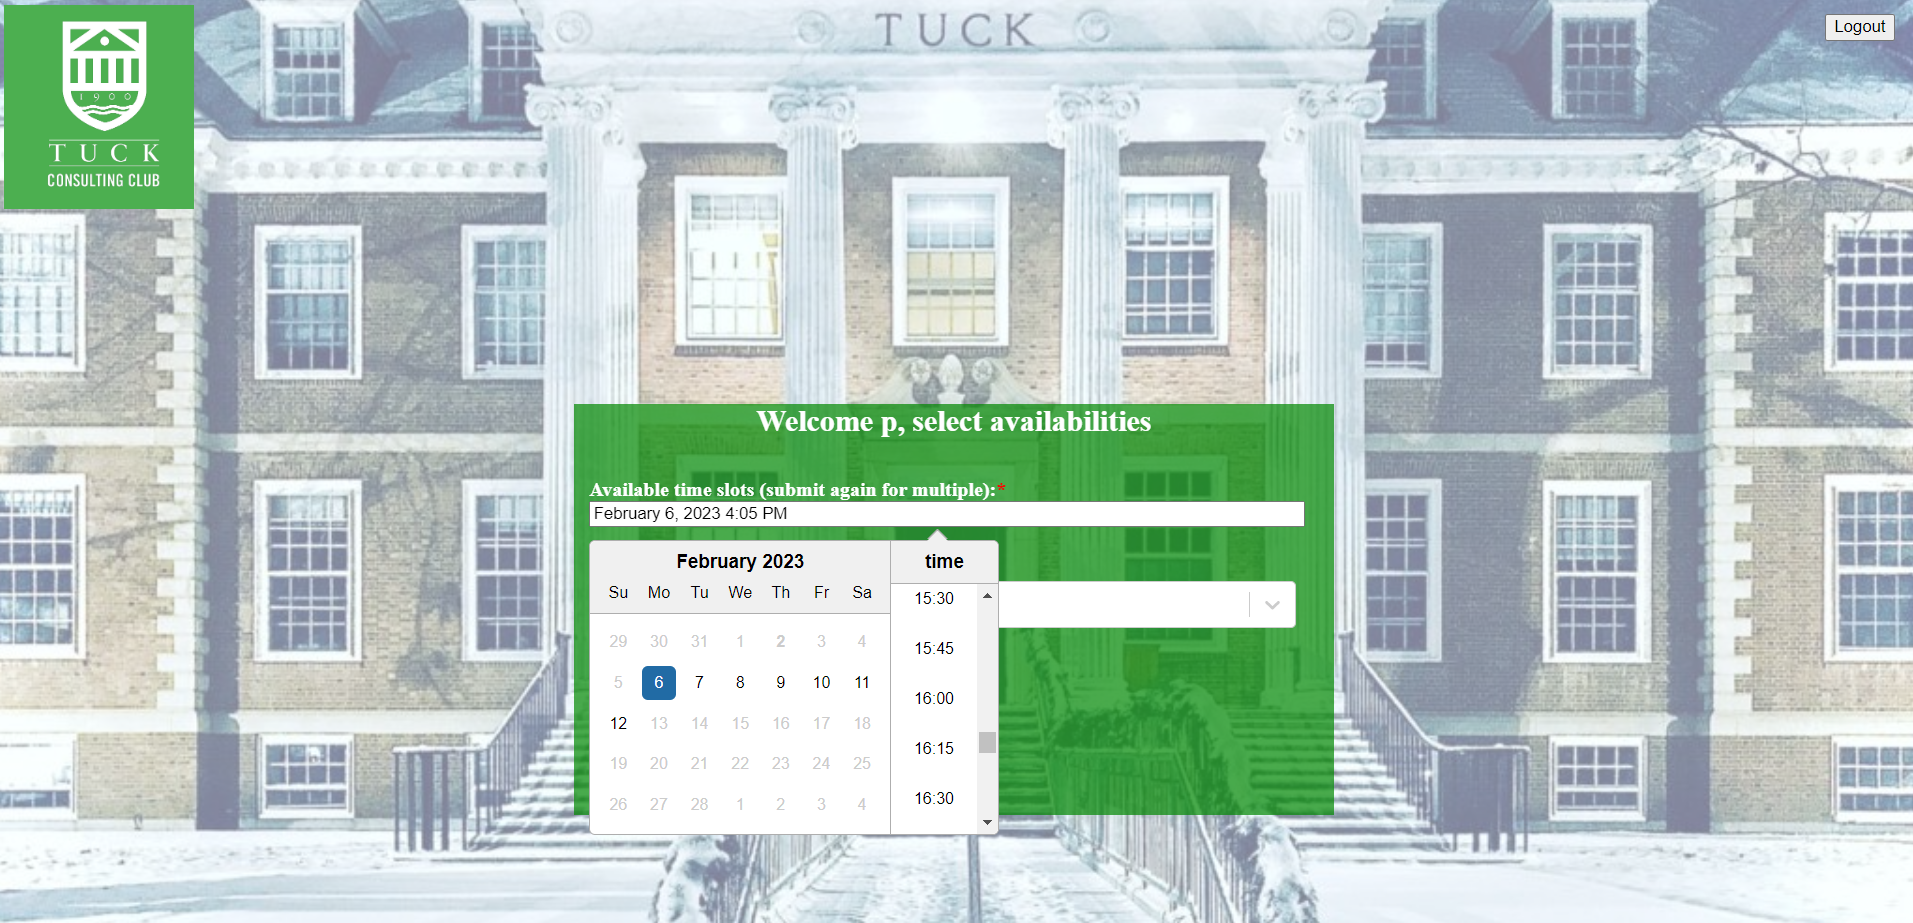 TUCK
Logout
1900
TUCK
CONSULTING CLUB
Welcome p, select availabilities
Available time slots (submit again for multiple):*
February 6, 2023 4:05 PM
February 2023
Su Mo Tu We Th Fr Sa
29 30 31 1 2 3 4
5 6 7 8 9 10 11
12 13 14 15 16 17 18
19 20 21 22 23 24 25
26 27 28 1 2 3 4
time
15:30
15:45
16:00
16:15
16:30